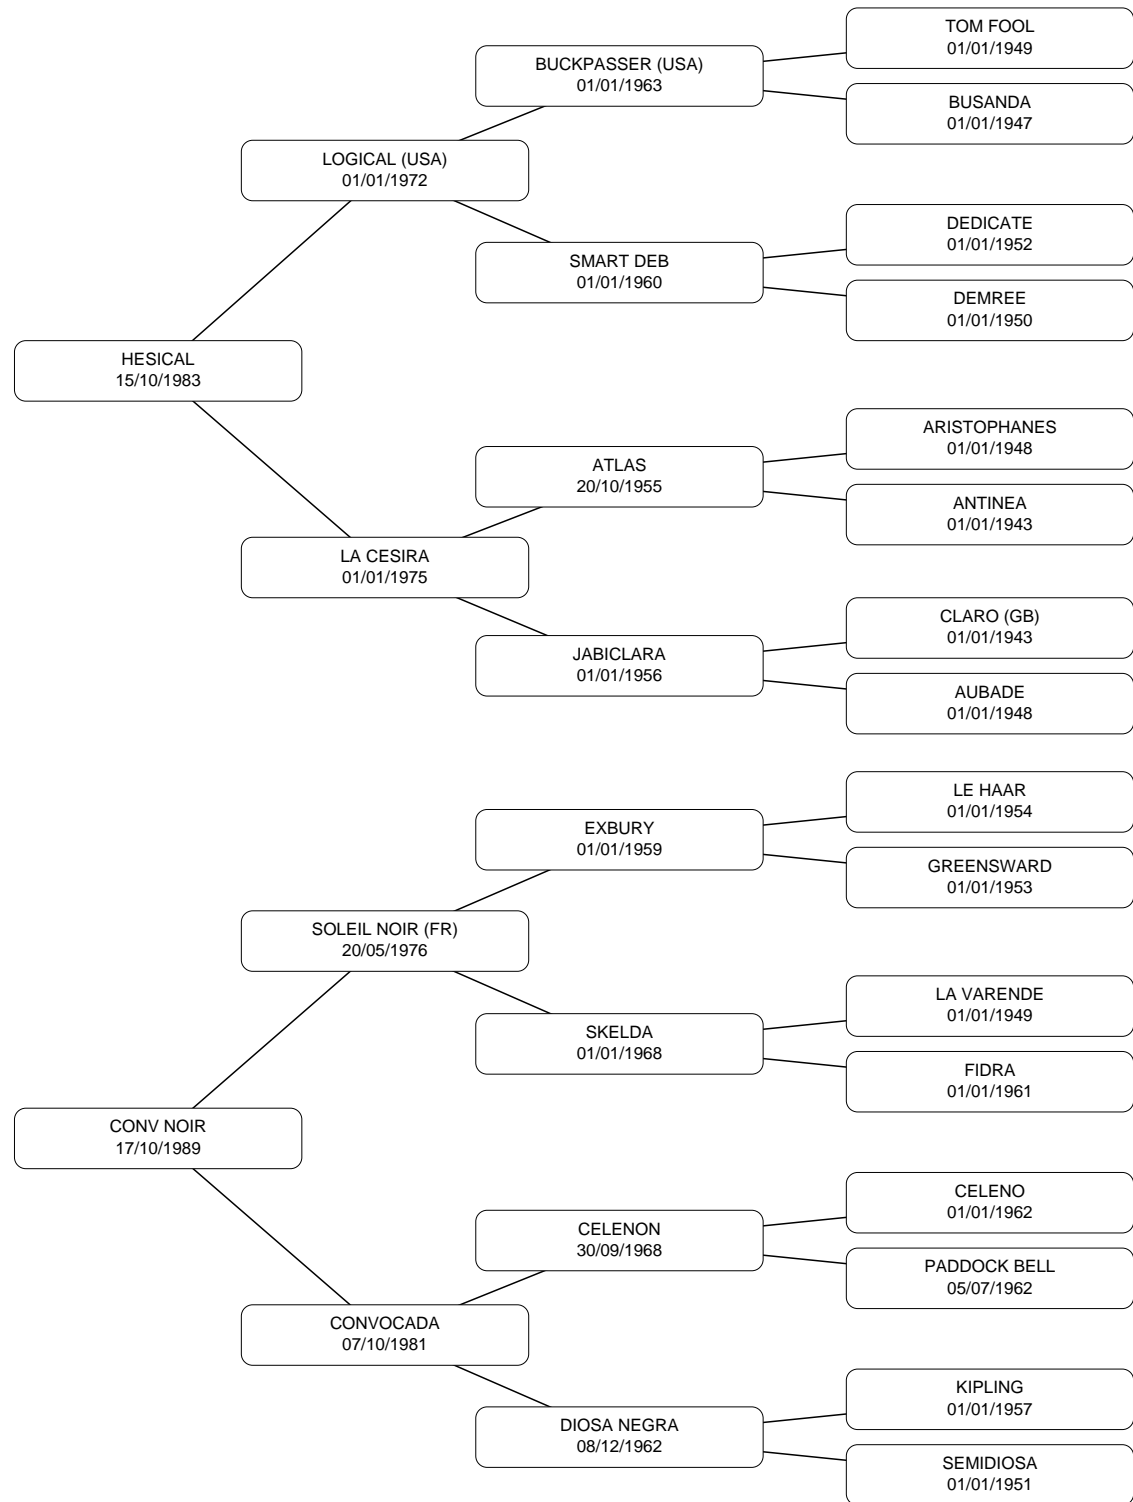 TOM FOOL
01/01/1949
BUCKPASSER (USA)
01/01/1963
BUSANDA
01/01/1947
LOGICAL (USA)
01/01/1972
DEDICATE
01/01/1952
SMART DEB
01/01/1960
DEMREE
01/01/1950
HESICAL
15/10/1983
ARISTOPHANES
01/01/1948
ATLAS
20/10/1955
ANTINEA
01/01/1943
LA CESIRA
01/01/1975
CLARO (GB)
01/01/1943
JABICLARA
01/01/1956
AUBADE
01/01/1948
LE HAAR
01/01/1954
EXBURY
01/01/1959
GREENSWARD
01/01/1953
SOLEIL NOIR (FR)
20/05/1976
LA VARENDE
01/01/1949
SKELDA
01/01/1968
FIDRA
01/01/1961
CONV NOIR
17/10/1989
CELENO
01/01/1962
CELENON
30/09/1968
PADDOCK BELL
05/07/1962
CONVOCADA
07/10/1981
KIPLING
01/01/1957
DIOSA NEGRA
08/12/1962
SEMIDIOSA
01/01/1951